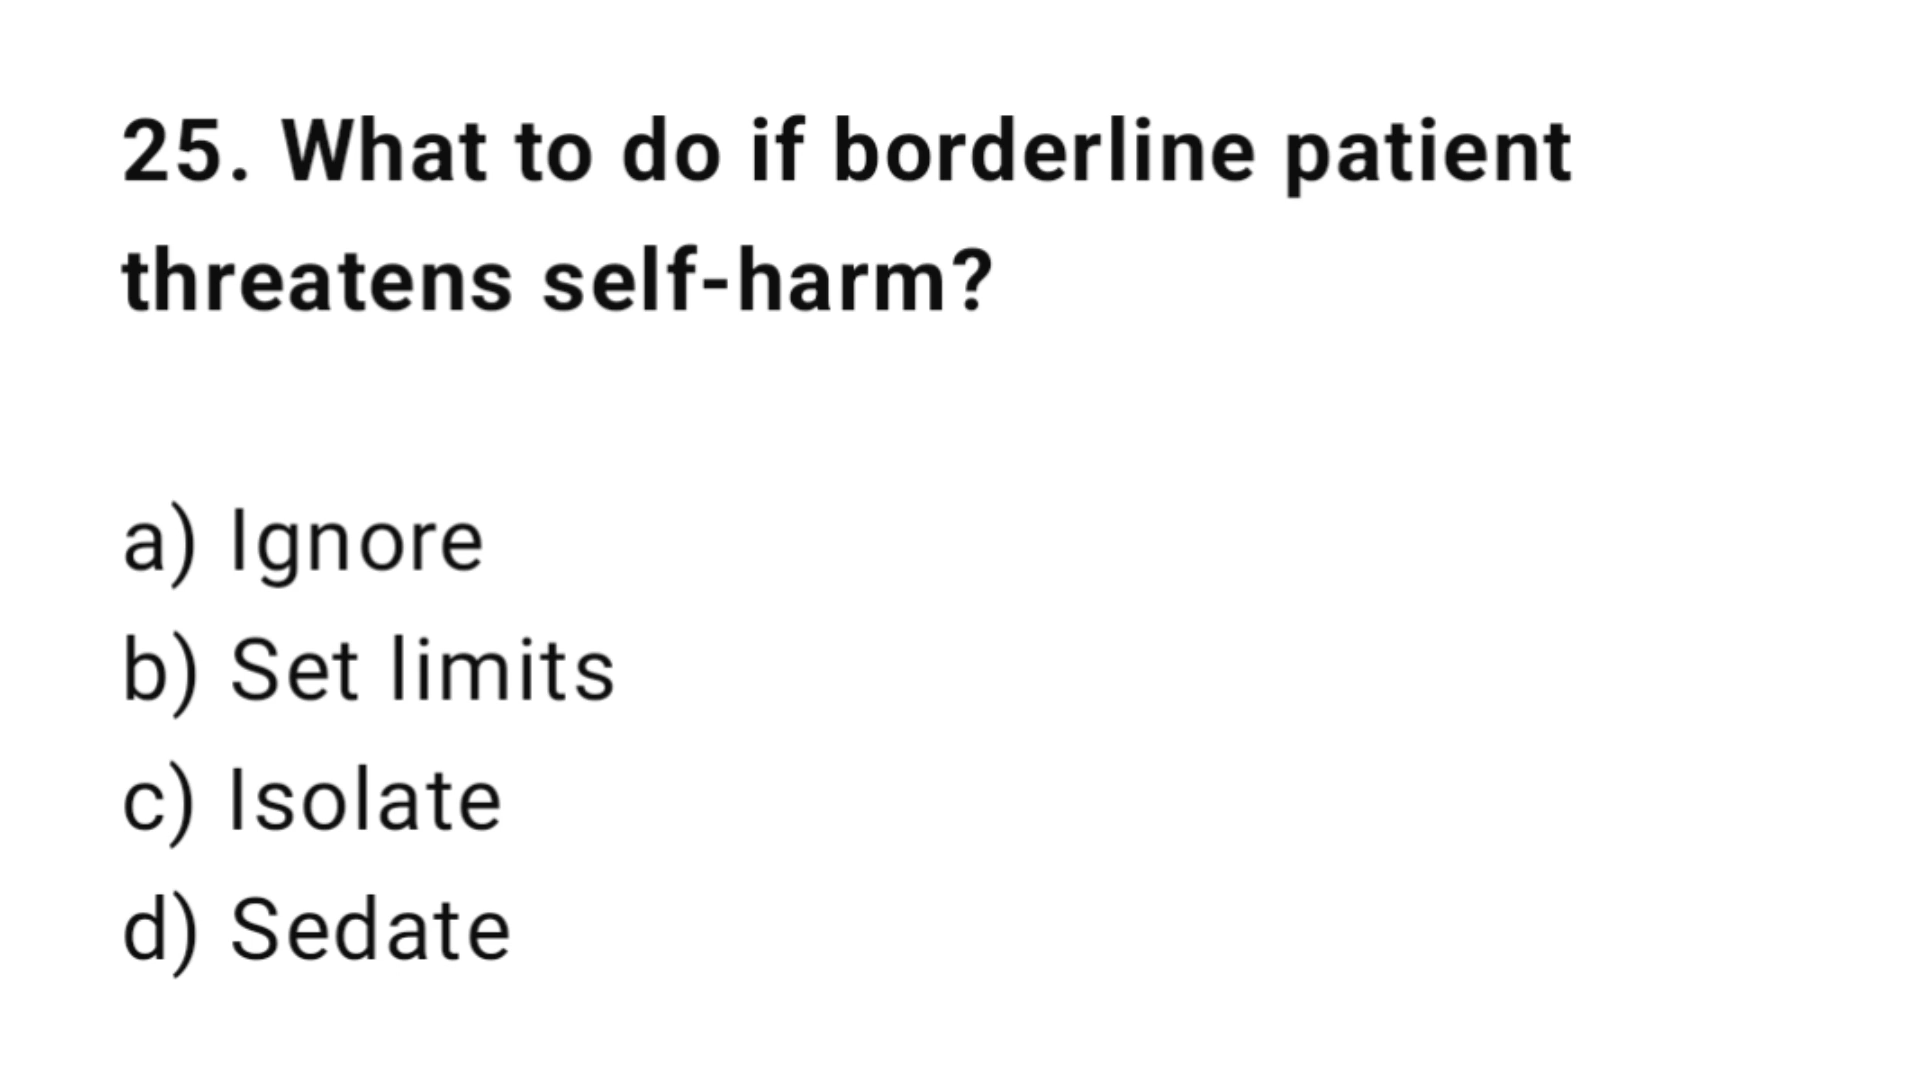 25. What to do if borderline patient
threatens self-harm?
a) Ignore
b) Set limits
c) Isolate
d) Sedate